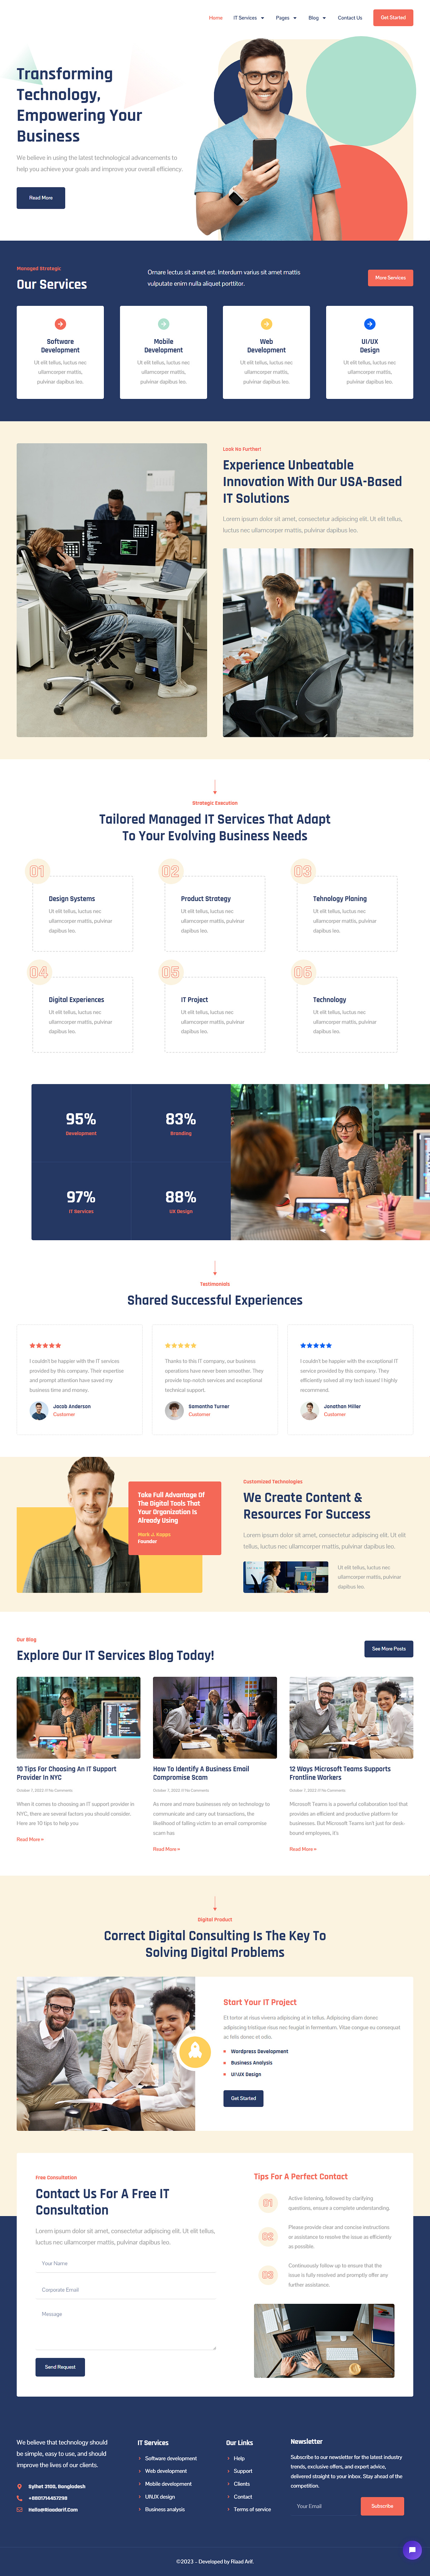 Home IT Services Pages Blog Contact Us Get Started
Transforming
Technology,
Empowering Your
Business
We believe in using the latest technological advancements to
help you achieve your goals and improve your overall efficiency.
Read More
Managed Strategic
Our Services
Ornare lectus sit amet est. Interdum varius sit amet mattis
vulputate enim nulla aliquet porttitor.
More Services
Software
Development
Ut elit tellus, luctus nec
ullamcorper mattis,
pulvinar dapibus leo.
Mobile
Development
Ut elit tellus, luctus nec
ullamcorper mattis,
pulvinar dapibus leo.
Web
Development
Ut elit tellus, luctus nec
ullamcorper mattis,
pulvinar dapibus leo.
UI/UX
Design
Ut elit tellus, luctus nec
ullamcorper mattis,
pulvinar dapibus leo.
Look No Further!
Experience Unbeatable
Innovation With Our USA-Based
IT Solutions
Lorem ipsum dolor sit amet, consectetur adipiscing elit. Ut elit tellus,
luctus nec ullamcorper mattis, pulvinar dapibus leo.
Strategic Execution
Tailored Managed IT Services That Adapt
To Your Evolving Business Needs
01
Design Systems
Ut elit tellus, luctus nec
ullamcorper mattis, pulvinar
dapibus leo.
02
Product Strategy
Ut elit tellus, luctus nec
ullamcorper mattis, pulvinar
dapibus leo.
03
Tehnology Planing
Ut elit tellus, luctus nec
ullamcorper mattis, pulvinar
dapibus leo.
04
Digital Experiences
Ut elit tellus, luctus nec
ullamcorper mattis, pulvinar
dapibus leo.
05
IT Project
Ut elit tellus, luctus nec
ullamcorper mattis, pulvinar
dapibus leo.
06
Technology
Ut elit tellus, luctus nec
ullamcorper mattis, pulvinar
dapibus leo.
95%
Development
83%
Branding
97%
IT Services
88%
UX Design
Testimonials
Shared Successful Experiences
I couldn't be happier with the IT services
provided by this company. Their expertise
and prompt attention have saved my
business time and money.
Jacob Anderson
Customer
Thanks to this IT company, our business
operations have never been smoother. They
provide top-notch services and exceptional
technical support.
Samantha Turner
Customer
I couldn't be happier with the exceptional IT
service provided by this company. They
efficiently solved all my tech issues! I highly
recommend.
Jonathan Miller
Customer
Take Full Advantage Of
The Digital Tools That
Your Organization Is
Already Using
Mark J. Kapps
Founder
Customized Technologies
We Create Content &
Resources For Success
Lorem ipsum dolor sit amet, consectetur adipiscing elit. Ut elit
tellus, luctus nec ullamcorper mattis, pulvinar dapibus leo.
Ut elit tellus, luctus nec
ullamcorper mattis, pulvinar
dapibus leo.
Our Blog
Explore Our IT Services Blog Today!
See More Posts
10 Tips For Choosing An IT Support
Provider In NYC
October 7, 2023 /// No Comments
When it comes to choosing an IT support provider in
NYC, there are several factors you should consider.
Here are 10 tips to help you
Read More »
How To Identify A Business Email
Compromise Scam
October 7, 2023 /// No Comments
As more and more businesses rely on technology to
communicate and carry out transactions, the
likelihood of falling victim to an email compromise
scam has
Read More »
12 Ways Microsoft Teams Supports
Frontline Workers
October 7, 2023 /// No Comments
Microsoft Teams is a powerful collaboration tool that
provides an efficient and productive platform for
businesses. But Microsoft Teams isn't just for desk-
bound employees, it's
Read More »
Digital Product
Correct Digital Consulting Is The Key To
Solving Digital Problems
Start Your IT Project
Et tortor at risus viverra adipiscing at in tellus. Adipiscing diam donec
adipiscing tristique risus nec feugiat in fermentum. Vitae congue eu consequat
ac felis donec et odio.
Wordpress Development
Business Analysis
UI\UX Design
Get Started
Free Consultation
Contact Us For A Free IT
Consultation
Lorem ipsum dolor sit amet, consectetur adipiscing elit. Ut elit tellus,
luctus nec ullamcorper mattis, pulvinar dapibus leo.
Your Name
Corporate Email
Message
Send Request
Tips For A Perfect Contact
01
Active listening, followed by clarifying
questions, ensure a complete understanding.
02
Please provide clear and concise instructions
or assistance to resolve the issue as efficiently
as possible.
03
Continuously follow up to ensure that the
issue is fully resolved and promptly offer any
further assistance.
We believe that technology should
be simple, easy to use, and should
improve the lives of our clients.
Sylhet 3100, Bangladesh
+8801714457298
Hello@Riaadarif.Com
IT Services
Software development
Web development
Mobile development
UI\UX design
Business analysis
Our Links
Help
Support
Clients
Contact
Terms of service
Newsletter
Subscribe to our newsletter for the latest industry
trends, exclusive offers, and expert advice,
delivered straight to your inbox. Stay ahead of the
competition.
Your Email
Subscribe
©2023 – Developed by Riaad Arif.